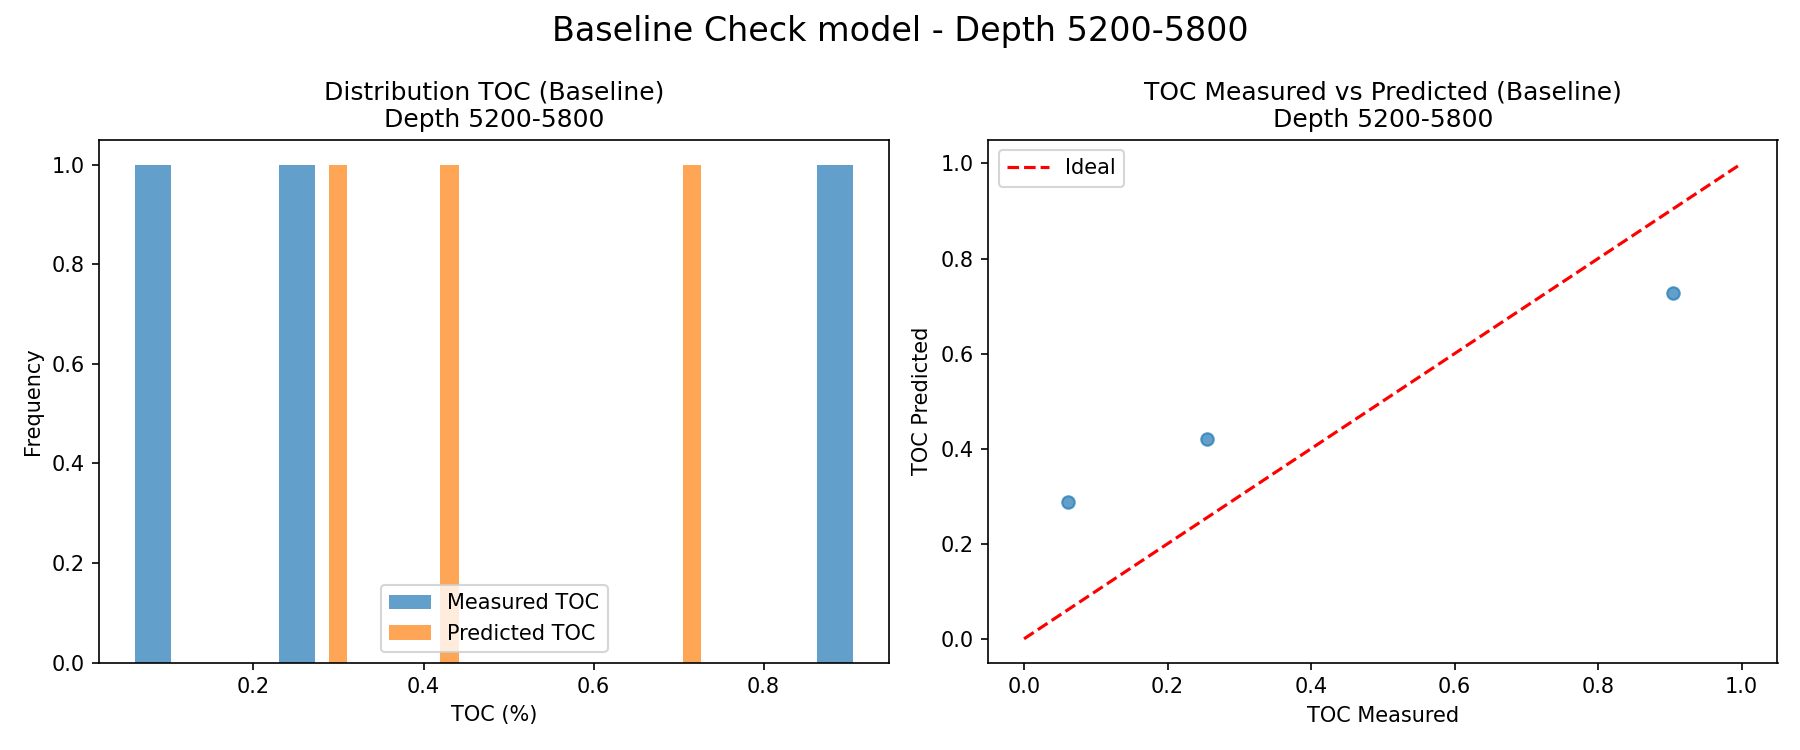 Baseline Check model - Depth 5200-5800
Distribution TOC (Baseline)
Depth 5200-5800
1.0
0.8
0.6
0.4
0.2
0.0
Frequency
0.2 0.4 0.6 0.8
TOC (%)
Measured TOC
Predicted TOC
TOC Measured vs Predicted (Baseline)
Depth 5200-5800
Ideal
1.0
0.8
0.6
0.4
0.2
0.0
TOC Predicted
0.0 0.2 0.4 0.6 0.8 1.0
TOC Measured